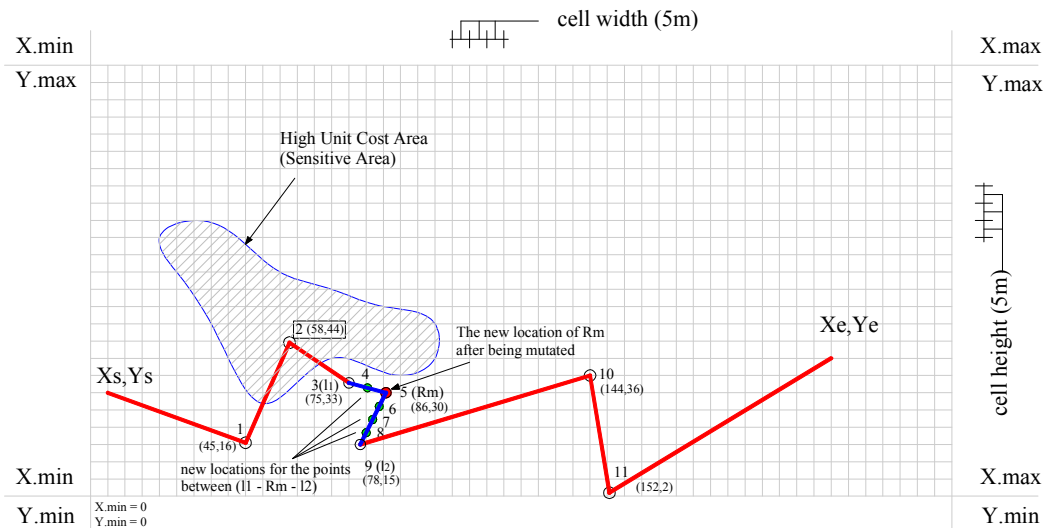 cell width (5m)
X.min
X.max
Y.max
Y.max
High Unit Cost Area
(Sensitive Area)
cell height (5m)
2 (58,44)
The new location of Rm
after being mutated
Xe,Ye
Xs,Ys
4
3(l1)
(75,33)
5 (Rm)
(86,30)
10
(144,36)
6
7
8
1
(45,16)
new locations for the points
between (l1 - Rm - l2)
9 (l2)
(78,15)
11
(152,2)
X.min
X.max
Y.min
X.min = 0
Y.min = 0
Y.min